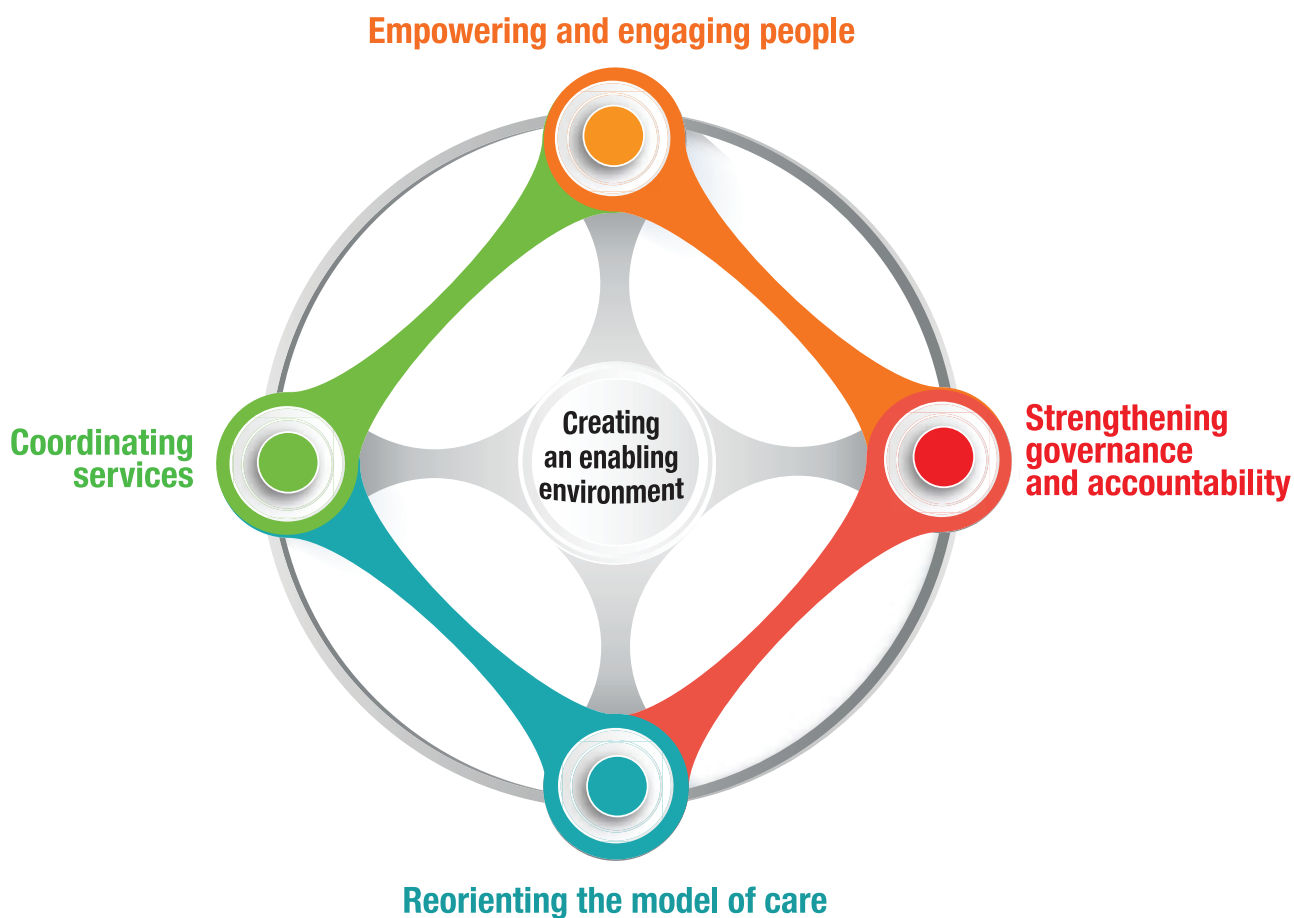 Empowering and engaging people
Coordinating
services
Creating
an enabling
environment
Strengthening
governance
and accountability
Reorienting the model of care